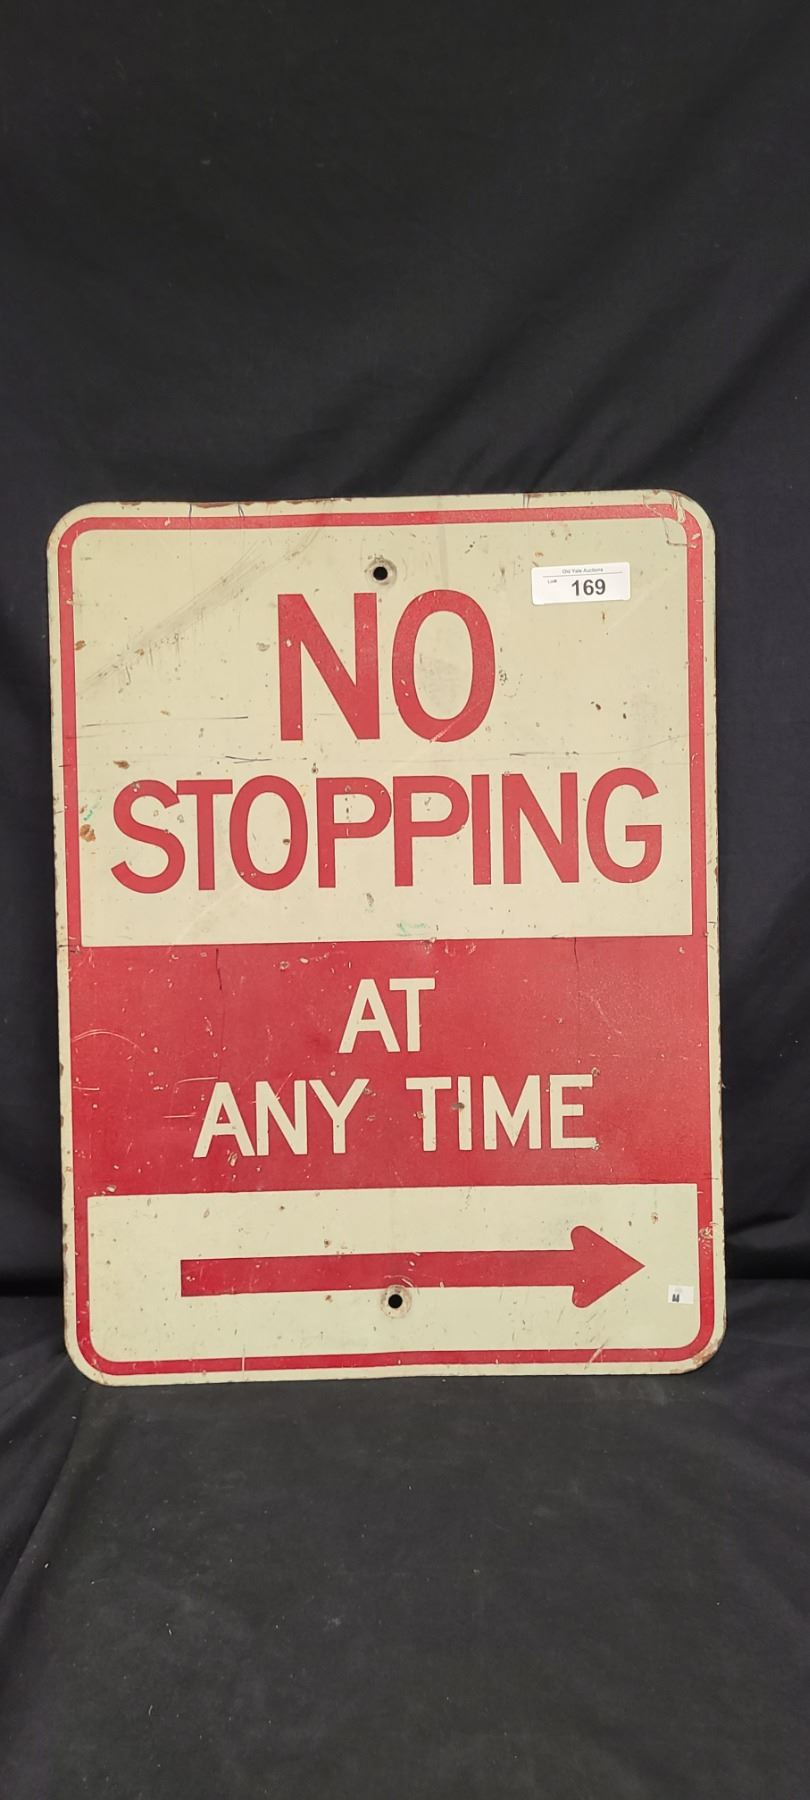 Old Yale Auctions
Lot# 169
NO
STOPPING
AT
ANY TIME